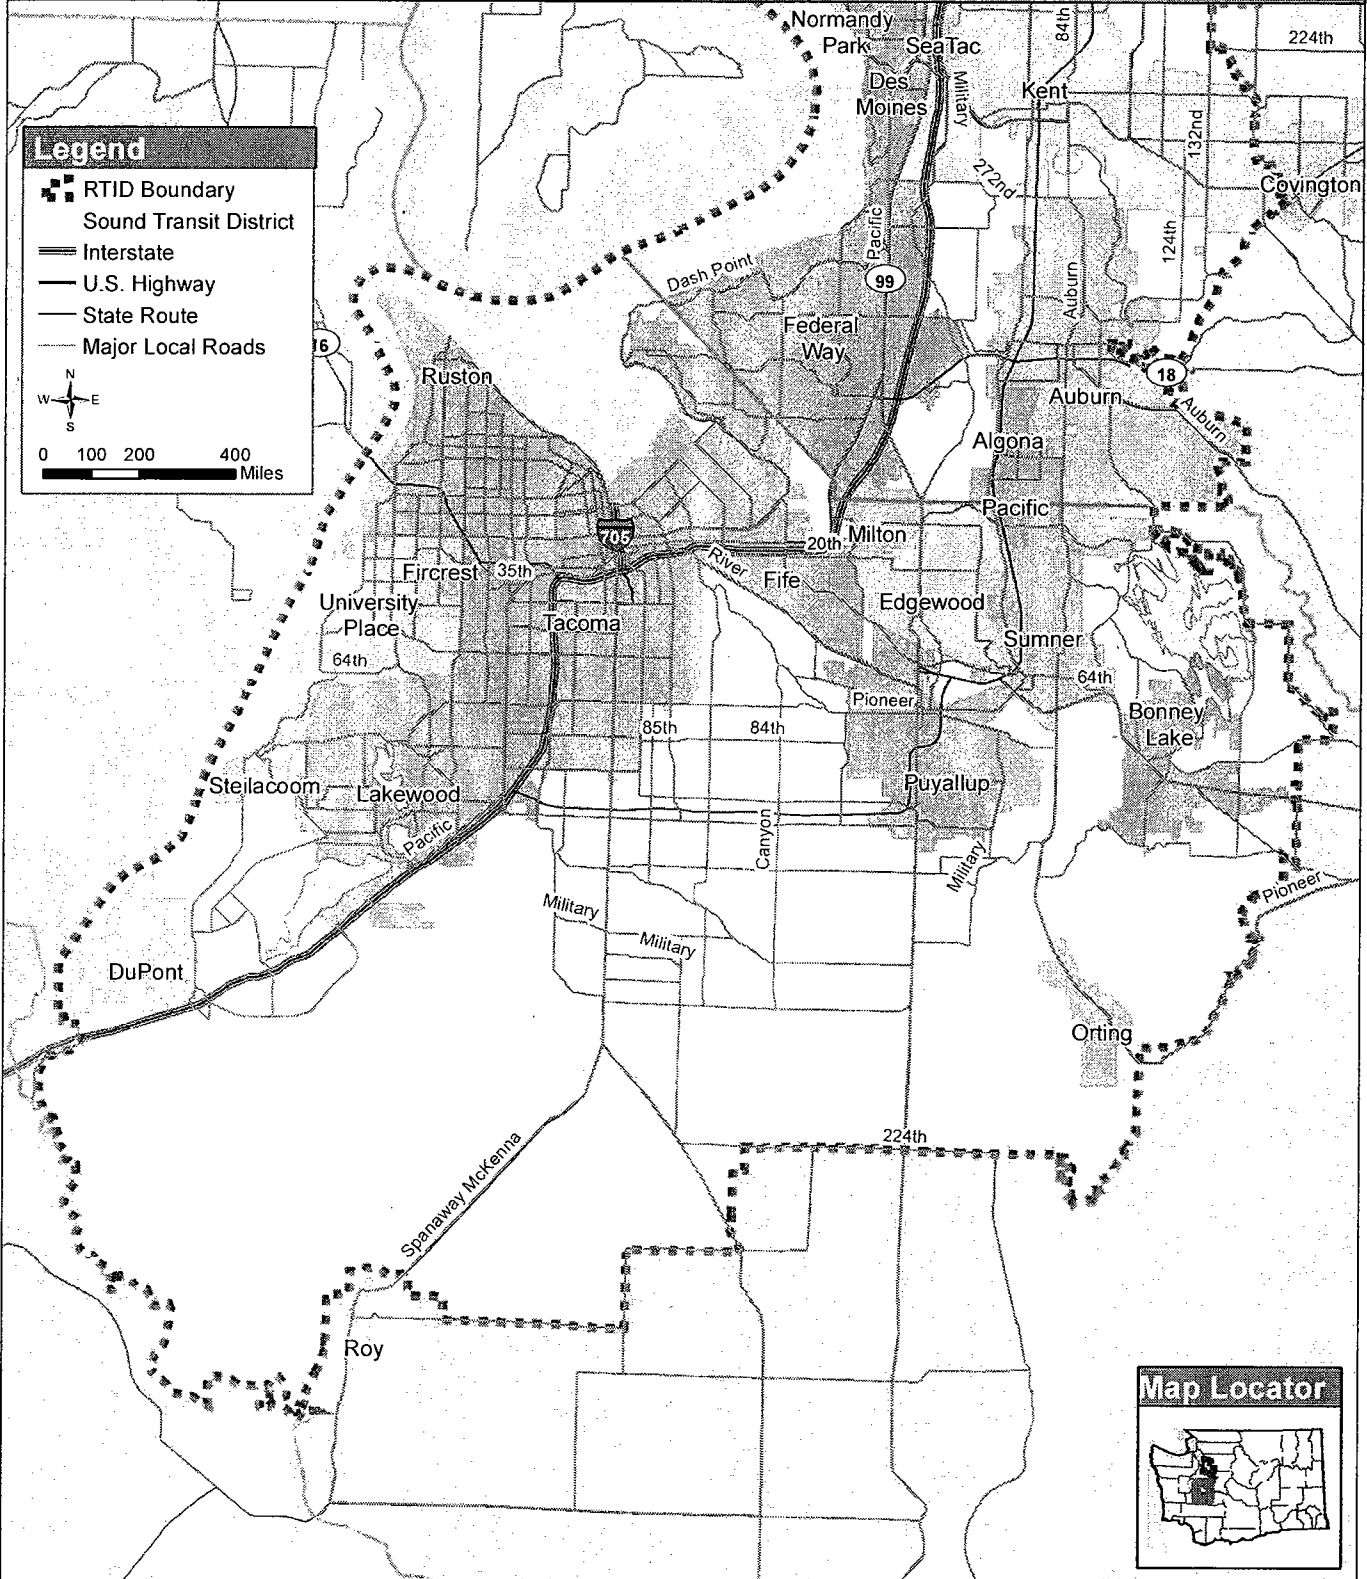 Normandy
Park
SeaTac
84th
224th
Des
Moines
Military
Kent
132nd
Legend
RTID Boundary
Sound Transit District
Interstate
U.S. Highway
State Route
Major Local Roads
N
W
E
S
0 100 200 400
Miles
272nd
Covington
124th
Pacific
Dash Point
99
Auburn
Federal
Way
16
Ruston
18
Auburn
Auburn
Algona
Pacific
705
20th
Milton
River
Fife
Fircrest
35th
University
Place
Tacoma
Edgewood
Sumner
64th
64th
Pioneer
Bonney
Lake
85th
84th
Steilacoom
Lakewood
Puyallup
Pacific
Canyon
Military
Pioneer
Military
Military
DuPont
Orting
224th
Spanaway McKenna
Roy
Map Locator